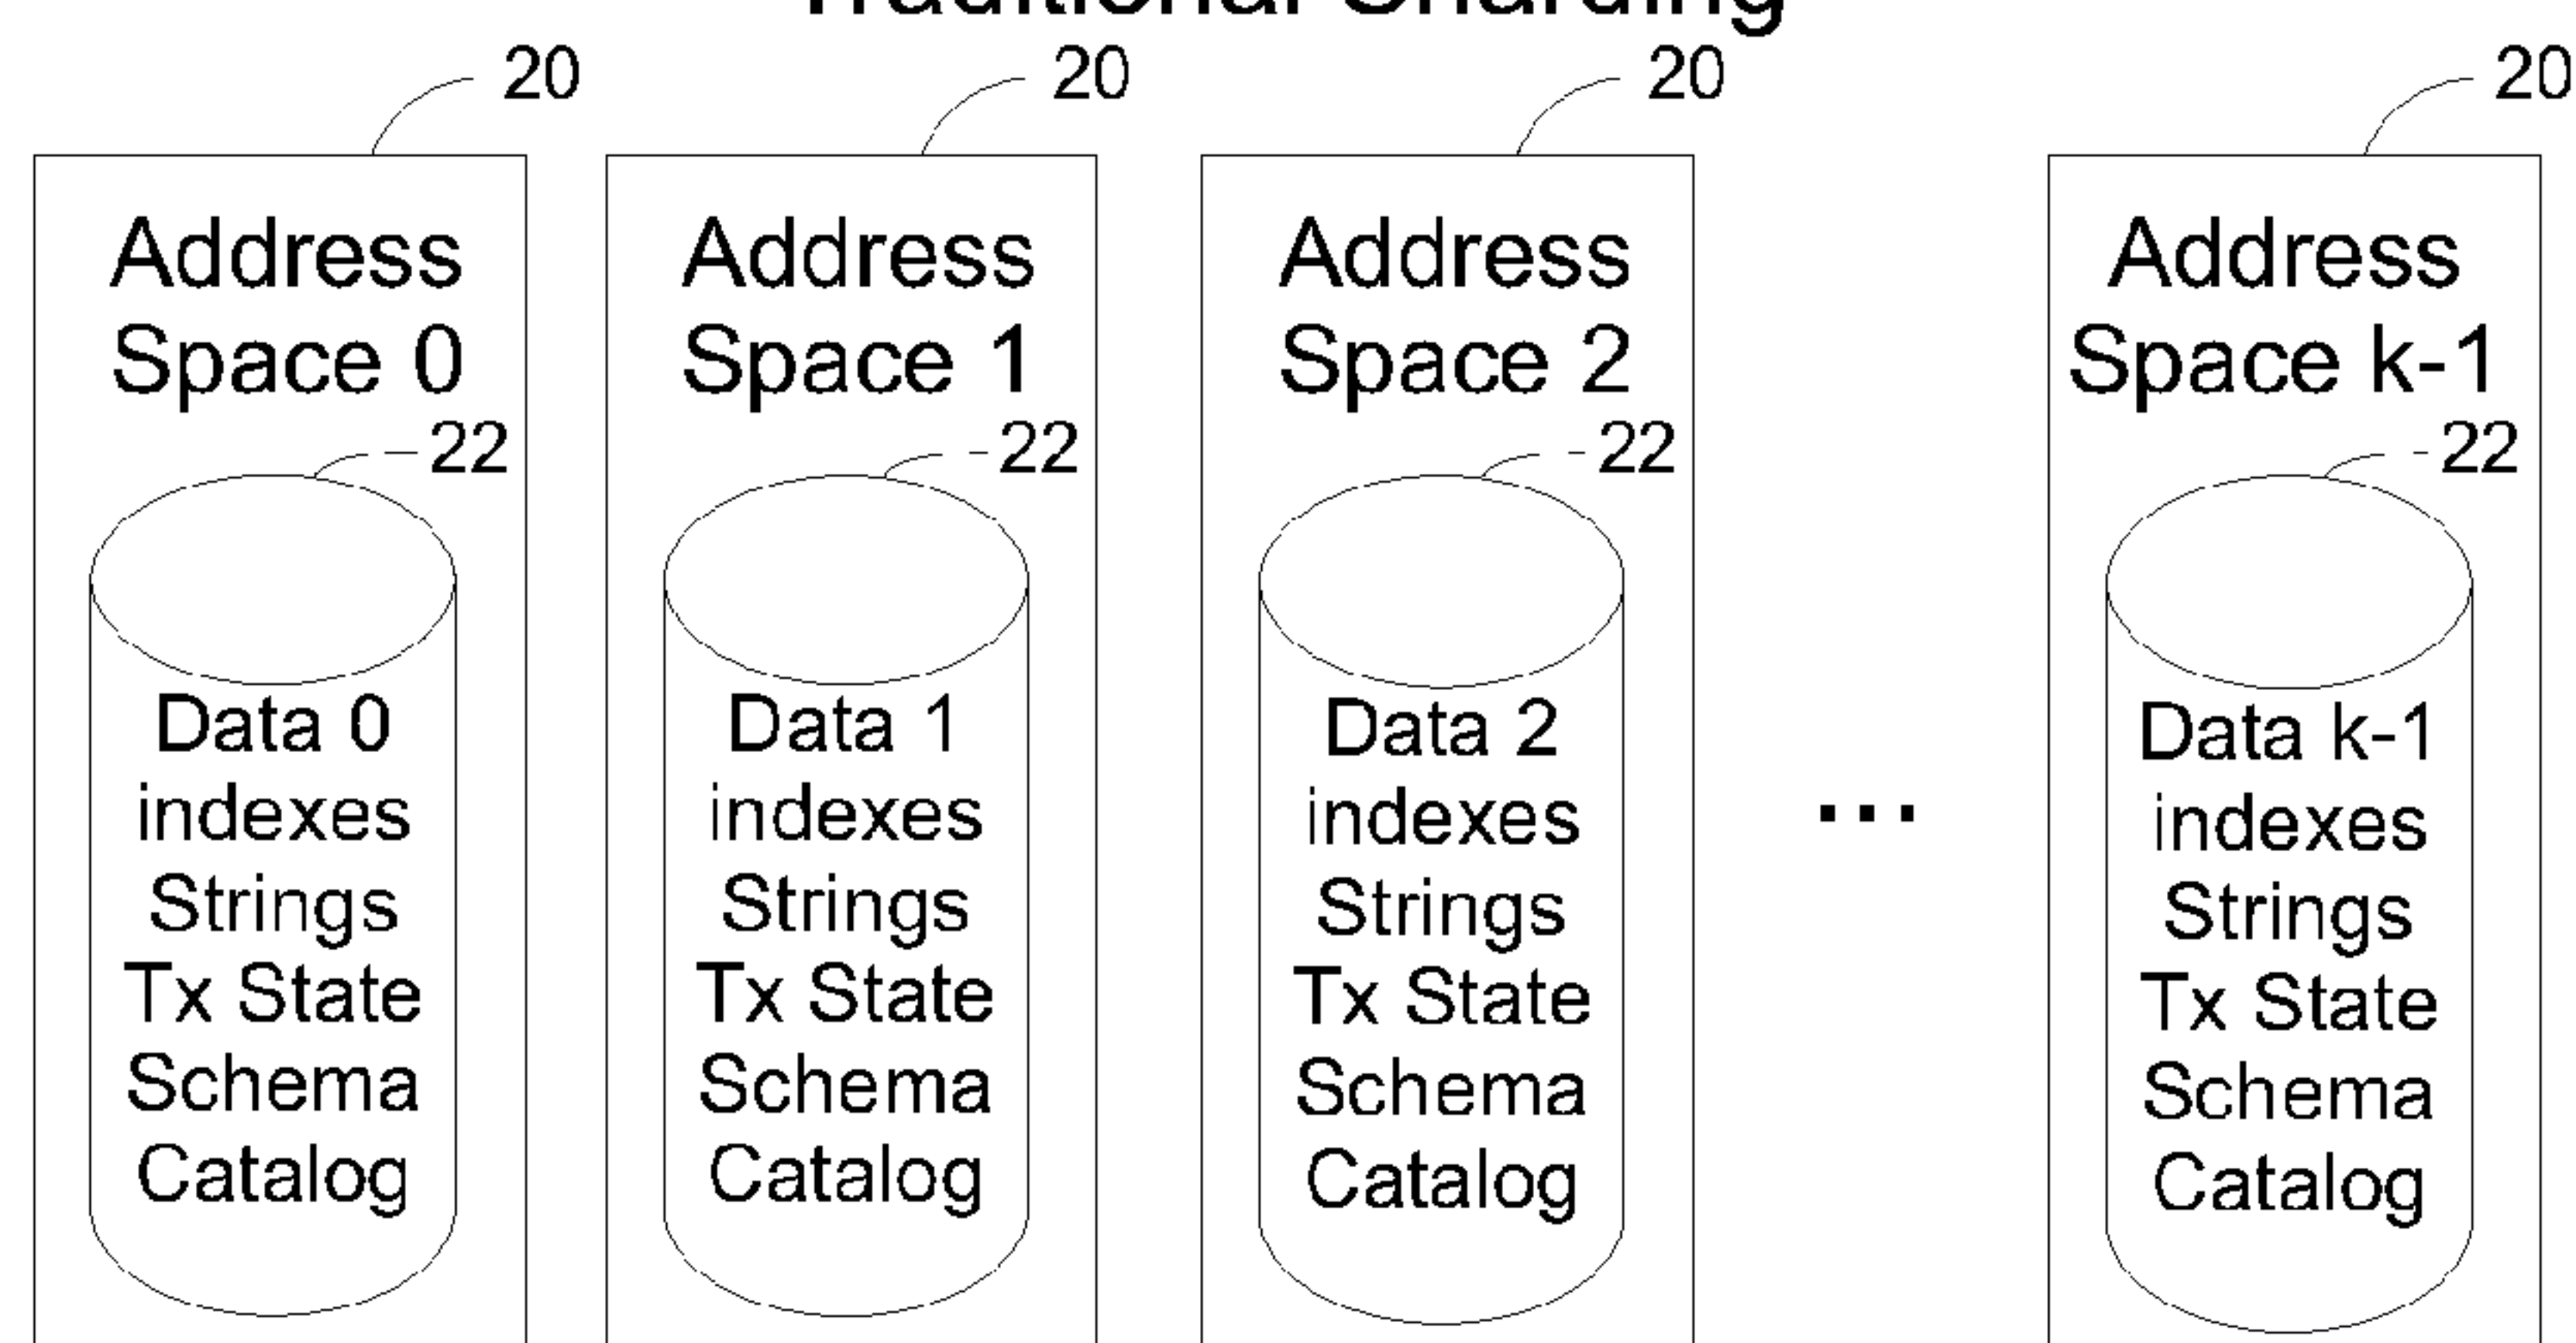 Traditional Sharding
20 20 20 20
Address Address Address Address
Space 0 Space 1 Space 2 Space k-1
22 22 22 22
Data 0 Data 1 Data 2 Data k-1
indexes indexes indexes indexes
Strings Strings Strings Strings
Tx State Tx State Tx State Tx State
Schema Schema Schema Schema
Catalog Catalog Catalog Catalog
...